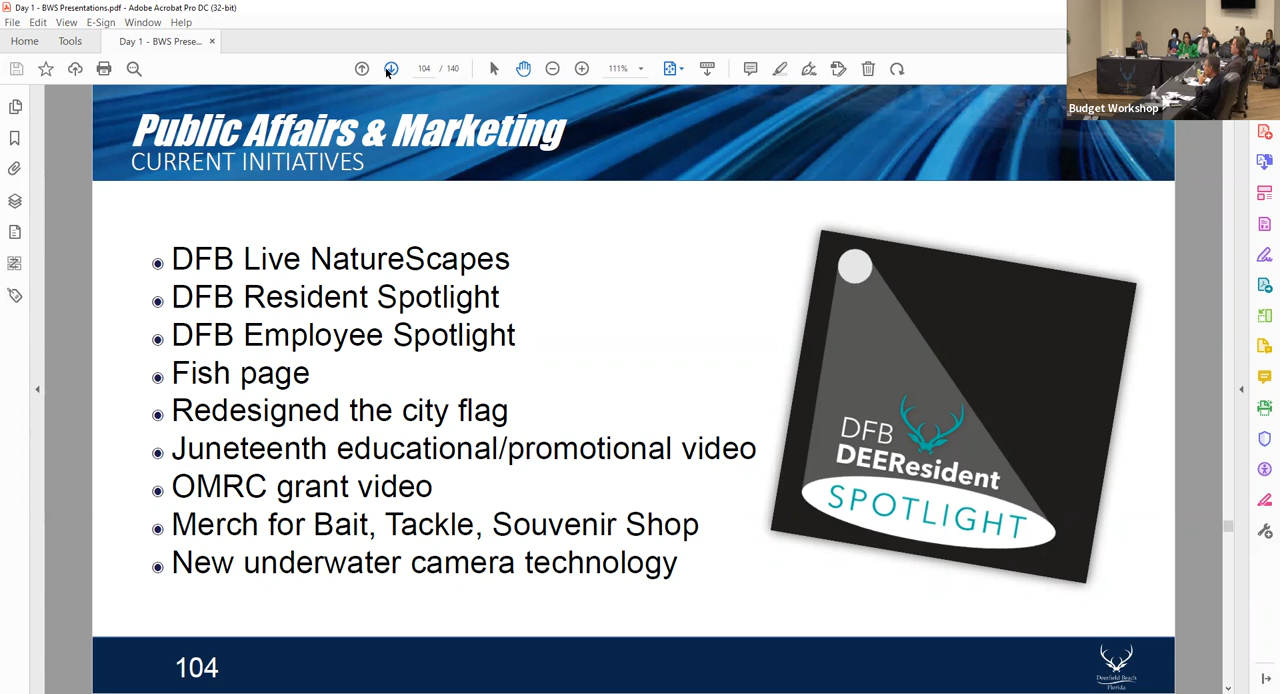 Day 1 - BWS Presentations.pdf - Adobe Acrobat Pro DC (32-bit)
File Edit View E-Sign Window Help
Home Tools Day 1 - BWS Prese... ×
104 / 140 111%
Budget Workshop
Public Affairs & Marketing
CURRENT INITIATIVES
DFB Live NatureScapes
DFB Resident Spotlight
DFB Employee Spotlight
Fish page
Redesigned the city flag
Juneteenth educational/promotional video
OMRC grant video
Merch for Bait, Tackle, Souvenir Shop
New underwater camera technology
DFB
DEEResident
SPOTLIGHT
104
Deerfield Beach
Florida